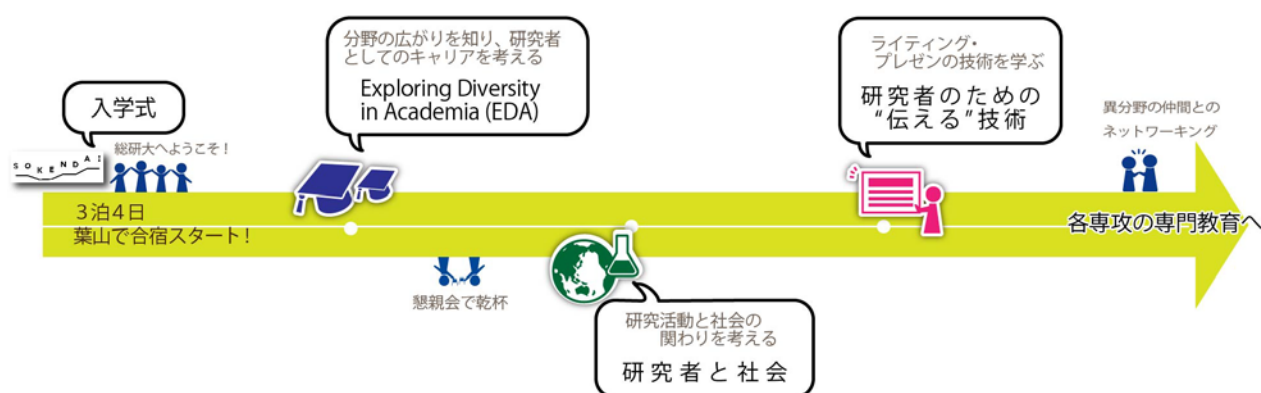 入学式
SOKENDAI
総研大へようこそ！
3泊4日
葉山で合宿スタート！
分野の広がりを知り、研究者
としてのキャリアを考える
Exploring Diversity
in Academia (EDA)
懇親会で乾杯
研究活動と社会の
関わりを考える
研究者と社会
ライティング・
プレゼンの技術を学ぶ
研究者のための
“伝える”技術
異分野の仲間との
ネットワーキング
各専攻の専門教育へ